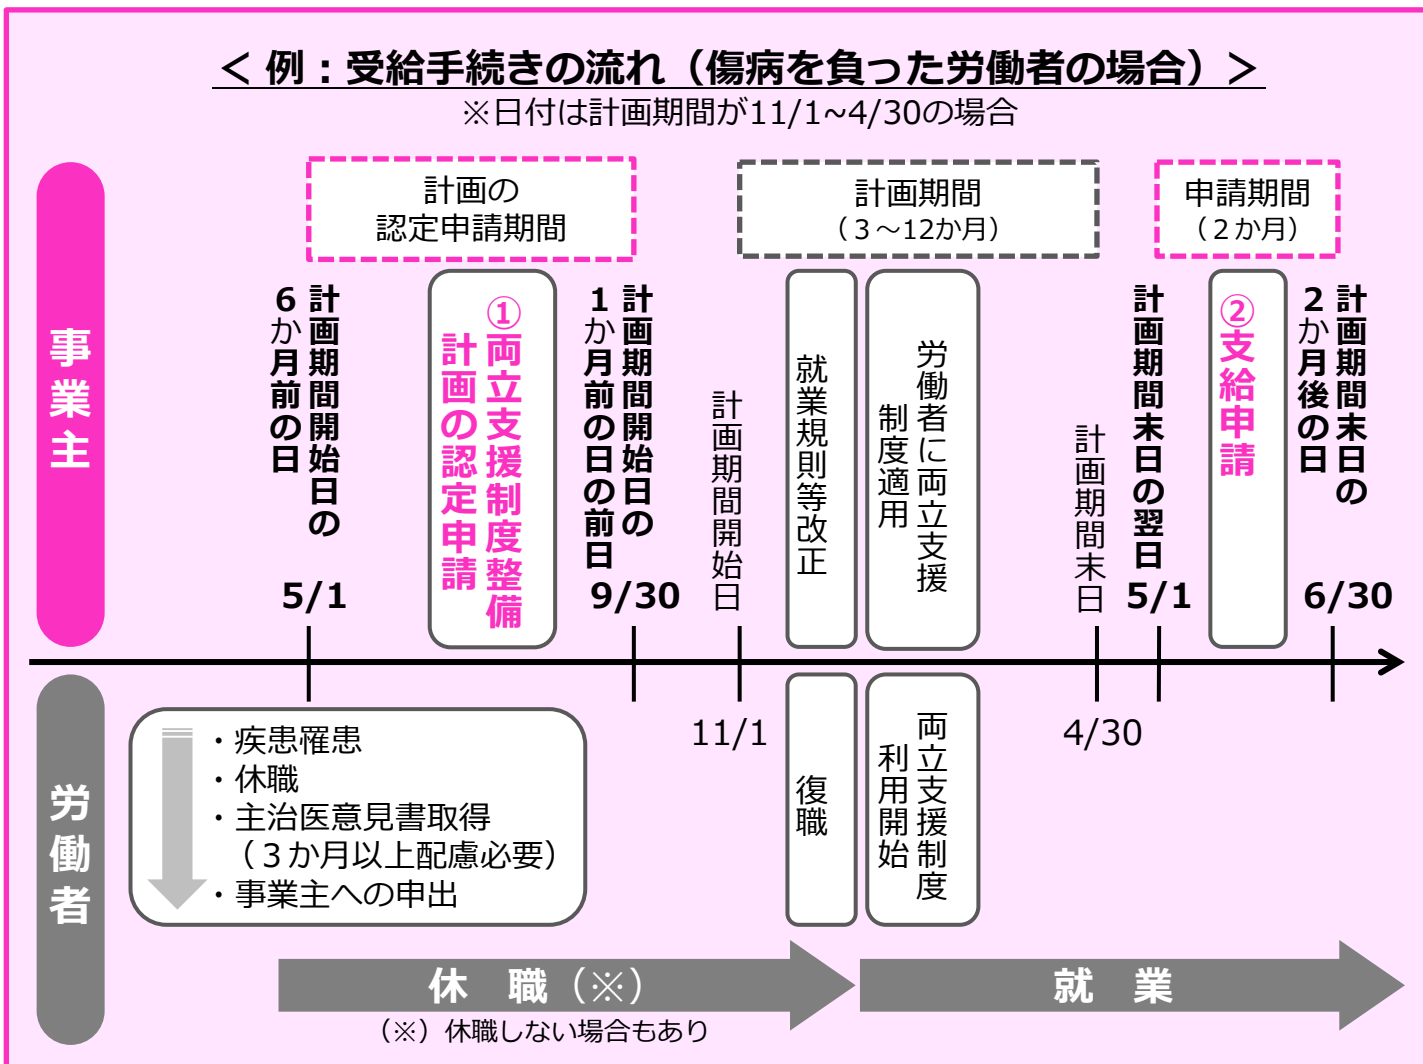 ＜ 例：受給手続きの流れ（傷病を負った労働者の場合）＞
※日付は計画期間が11/1~4/30の場合
事業主
計画の
認定申請期間
計画期間
（３～12か月）
申請期間
（２か月）
計画期間開始日の
6か月前の日
5/1
①両立支援制度整備
計画の認定申請
計画期間開始日の
1か月前の日の前日
9/30
計画期間開始日
11/1
就業規則等改正
労働者に両立支援
制度適用
計画期間末日
4/30
計画期間末日の翌日
5/1
②支給申請
計画期間末日の
2か月後の日
6/30
労働者
・疾患罹患
・休職
・主治医意見書取得
（３か月以上配慮必要）
・事業主への申出
復職
両立支援制度
利用開始
休　職（※）
就　業
（※）休職しない場合もあり